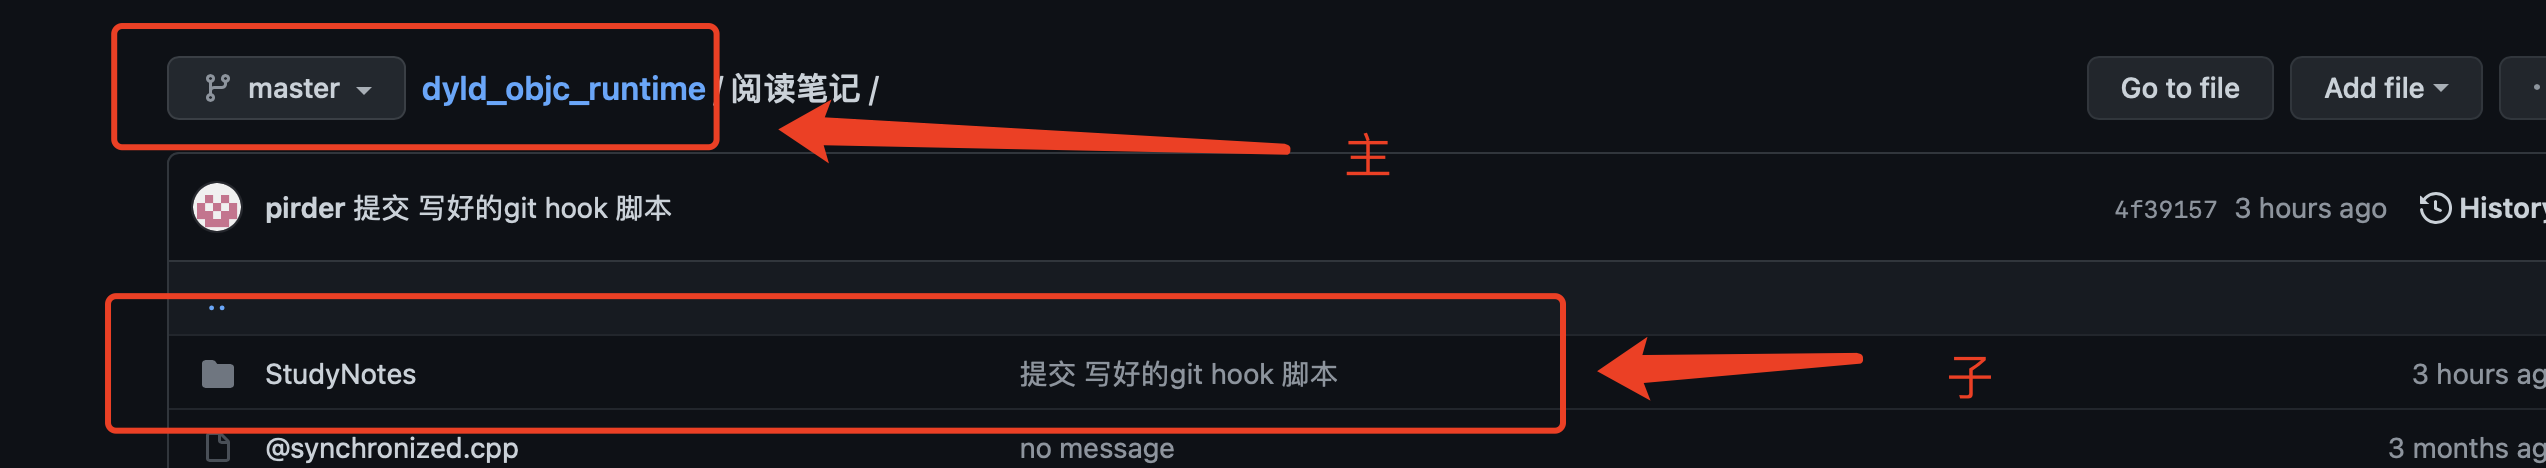 master dyld_objc_runtime / 阅读笔记 / Go to file Add file
主
pirder 提交 写好的git hook 脚本 4f39157 3 hours ago History
..
StudyNotes 提交 写好的git hook 脚本 3 hours ag
子
@synchronized.cpp no message 3 months ag